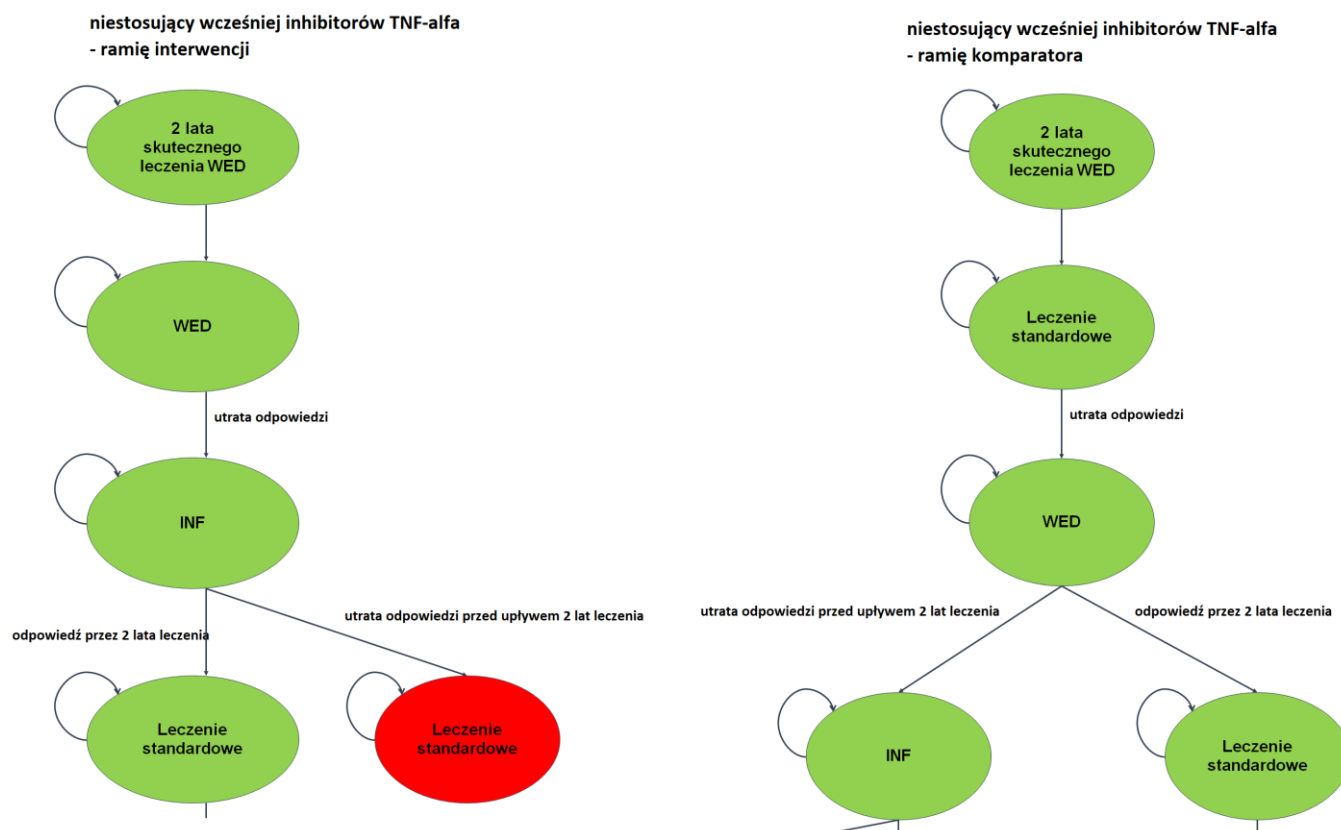 niestosujący wcześniej inhibitorów TNF-alfa
- ramię interwencji
2 lata
skutecznego
leczenia WED
WED
utrata odpowiedzi
INF
odpowiedź przez 2 lata leczenia
utrata odpowiedzi przed upływem 2 lat leczenia
Leczenie
standardowe
Leczenie
standardowe
niestosujący wcześniej inhibitorów TNF-alfa
- ramię komparatora
2 lata
skutecznego
leczenia WED
Leczenie
standardowe
utrata odpowiedzi
WED
utrata odpowiedzi przed upływem 2 lat leczenia
odpowiedź przez 2 lata leczenia
INF
Leczenie
standardowe